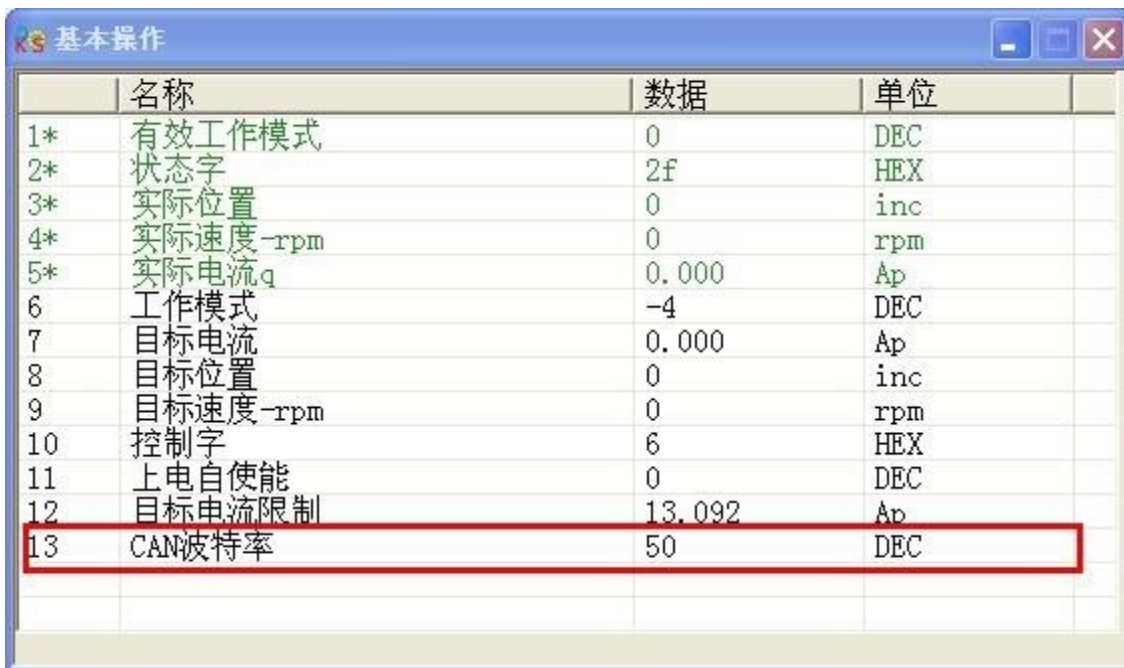 基本操作
名称 数据 单位
1* 有效工作模式 0 DEC
2* 状态字 2f HEX
3* 实际位置 0 inc
4* 实际速度-rpm 0 rpm
5* 实际电流q 0.000 Ap
6 工作模式 -4 DEC
7 目标电流 0.000 Ap
8 目标位置 0 inc
9 目标速度-rpm 0 rpm
10 控制字 6 HEX
11 上电自使能 0 DEC
12 目标电流限制 13.092 Ap
13 CAN波特率 50 DEC